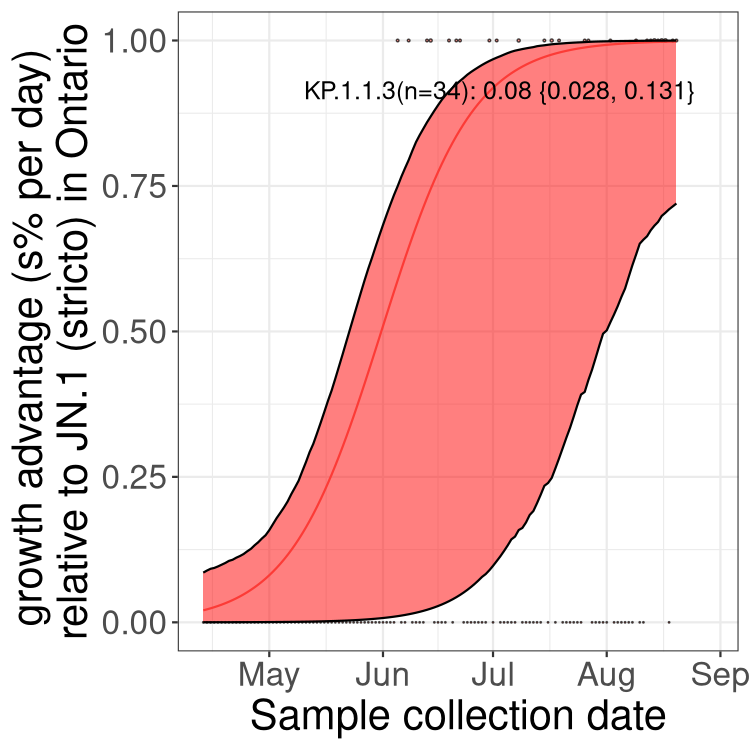 growth advantage (s% per day)
relative to JN.1 (stricto) in Ontario
1.00
0.75
0.50
0.25
0.00
KP.1.1.3(n=34): 0.08 {0.028, 0.131}
May Jun Jul Aug Sep
Sample collection date